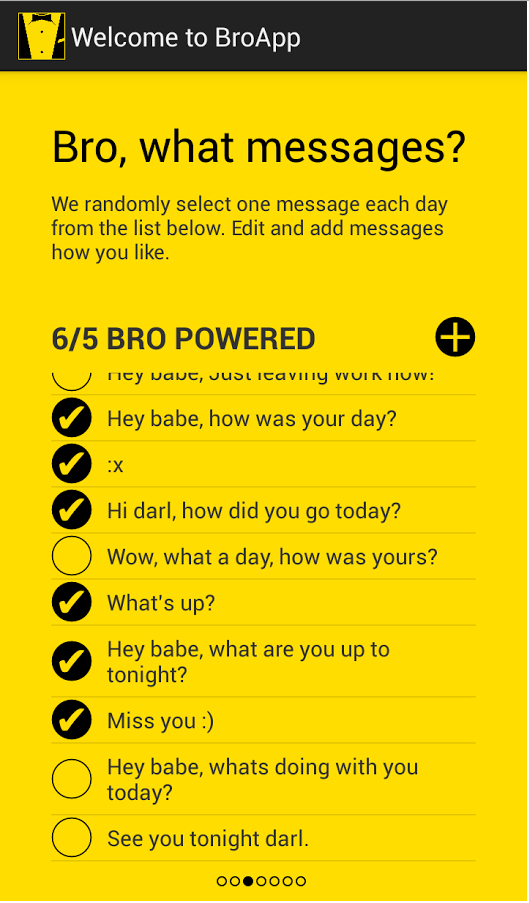 Welcome to BroApp
Bro, what messages?
We randomly select one message each day
from the list below. Edit and add messages
how you like.
6/5 BRO POWERED
Hey babe, Just leaving work now!
Hey babe, how was your day?
:x
Hi darl, how did you go today?
Wow, what a day, how was yours?
What's up?
Hey babe, what are you up to
tonight?
Miss you :)
Hey babe, whats doing with you
today?
See you tonight darl.